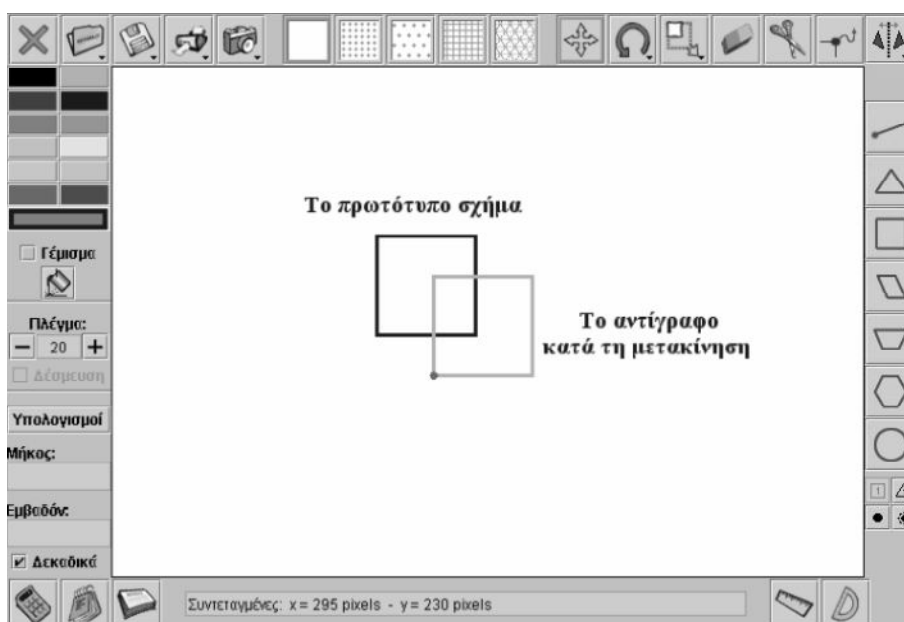 Το πρωτότυπο σχήμα
Γέμισμα
Πλέγμα:
20
Δέσμευση
Το αντίγραφο
κατά τη μετακίνηση
Υπολογισμοί
Μήκος:
Εμβαδόν:
Δεκαδικά
Συντεταγμένες: x = 295 pixels - y = 230 pixels
1